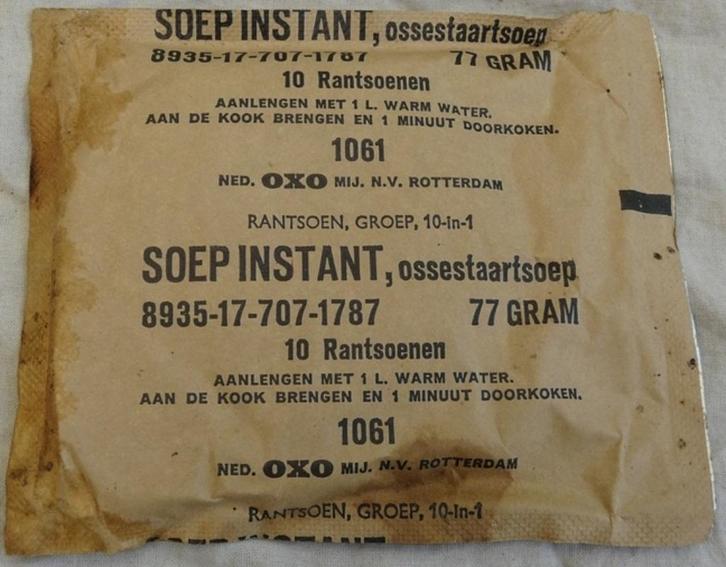 SOEP INSTANT, ossestaartsoep
8935-17-707-1787 77 GRAM
10 Rantsoenen
AANLENGEN MET 1 L. WARM WATER.
AAN DE KOOK BRENGEN EN 1 MINUUT DOORKOKEN.
1061
NED. OXO MIJ. N.V. ROTTERDAM
RANTSOEN, GROEP, 10-in-1
SOEP INSTANT, ossestaartsoep
8935-17-707-1787 77 GRAM
10 Rantsoenen
AANLENGEN MET 1 L. WARM WATER.
AAN DE KOOK BRENGEN EN 1 MINUUT DOORKOKEN.
1061
NED. OXO MIJ. N.V. ROTTERDAM
RANTSOEN, GROEP, 10-in-1